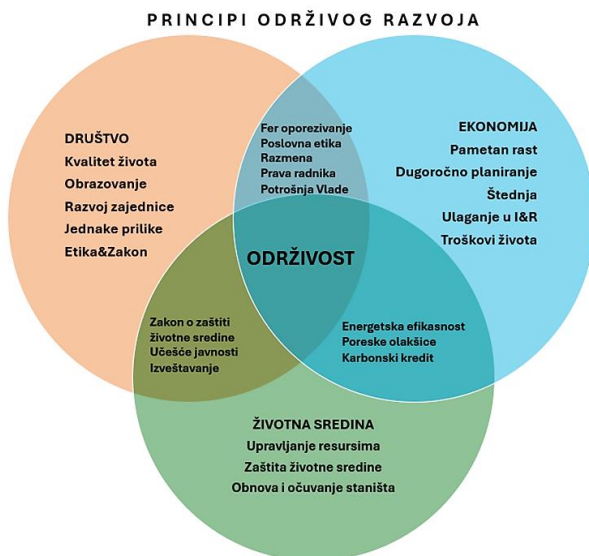 PRINCIPI ODRŽIVOG RAZVOJA
DRUŠTVO
Kvalitet života
Obrazovanje
Razvoj zajednice
Jednake prilike
Etika&Zakon
Fer oporezivanje
Poslovna etika
Razmena
Prava radnika
Potrošnja Vlade
EKONOMIJA
Pametan rast
Dugoročno planiranje
Štednja
Ulaganje u I&R
Troškovi života
ODRŽIVOST
Zakon o zaštiti
životne sredine
Učešće javnosti
Izveštavanje
Energetska efikasnost
Poreske olakšice
Karbonski kredit
ŽIVOTNA SREDINA
Upravljanje resursima
Zaštita životne sredine
Obnova i očuvanje staništa